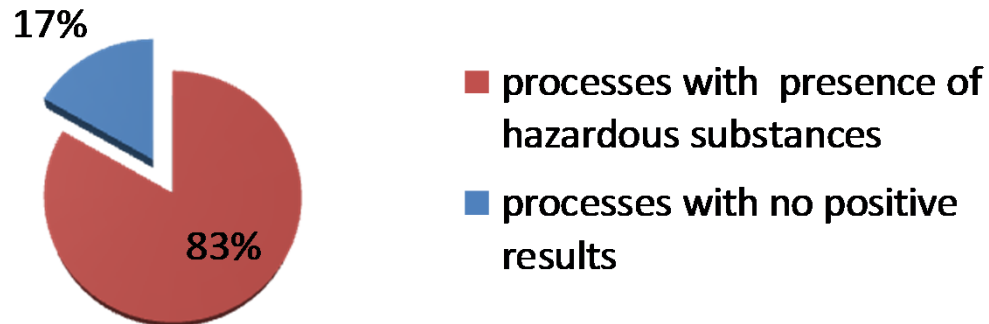 17%
83%
processes with  presence of
hazardous substances
processes with no positive
results